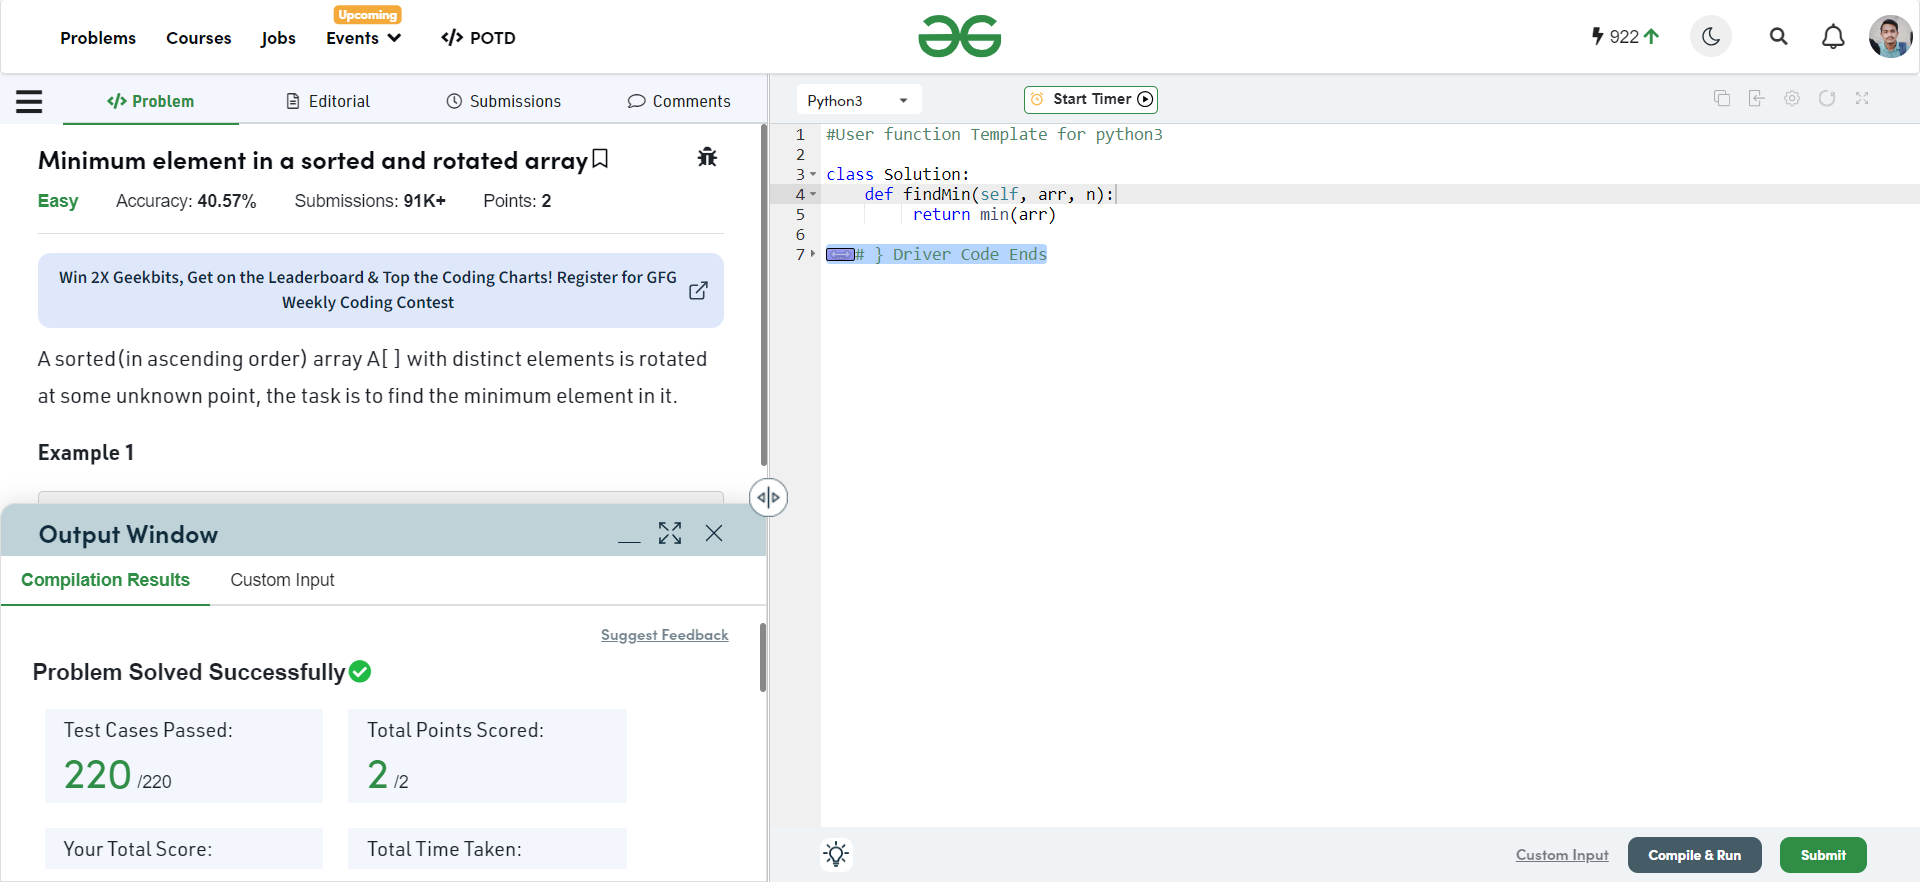 Upcoming
Problems Courses Jobs Events </> POTD
922
</> Problem Editorial Submissions Comments
Minimum element in a sorted and rotated array
Easy Accuracy: 40.57% Submissions: 91K+ Points: 2
Win 2X Geekbits, Get on the Leaderboard & Top the Coding Charts! Register for GFG
Weekly Coding Contest
A sorted(in ascending order) array A[ ] with distinct elements is rotated
at some unknown point, the task is to find the minimum element in it.
Example 1
Output Window
Compilation Results Custom Input
Suggest Feedback
Problem Solved Successfully
Test Cases Passed: Total Points Scored:
220 /220 2 /2
Your Total Score: Total Time Taken:
Python3 Start Timer
1 #User function Template for python3
2
3 class Solution:
4 def findMin(self, arr, n):
5 return min(arr)
6
7 # } Driver Code Ends
Custom Input Compile & Run Submit